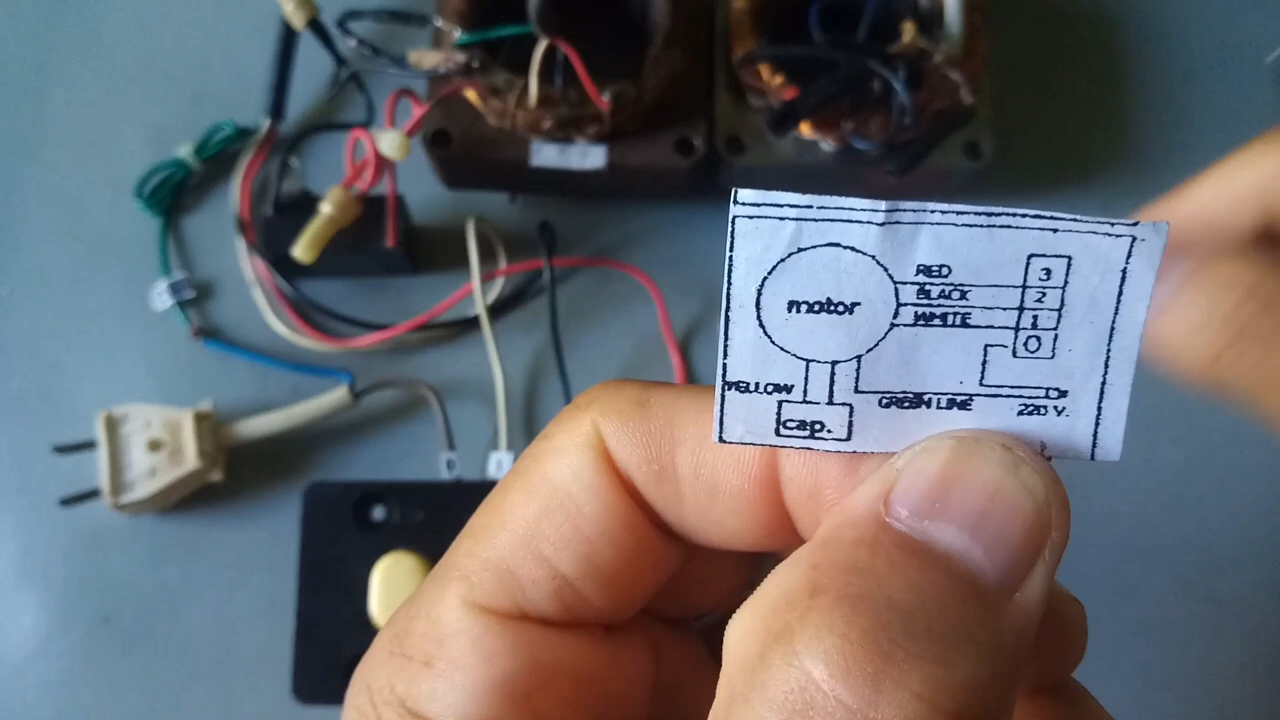 RED
3
BLACK
2
motor
WHITE
1
0
YELLOW
GREEN LINE
220 V.
cap.